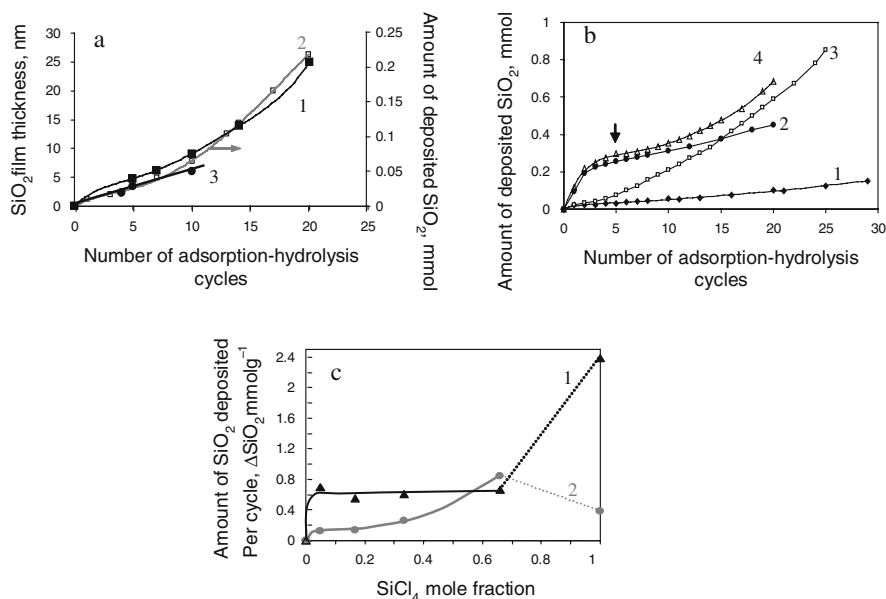 a
SiO2 film thickness, nm
30
25
20
15
10
5
0
0 5 10 15 20 25
Number of adsorption-hydrolysis
cycles
0.25
0.2
0.15
0.1
0.05
0
Amount of deposited SiO2, mmol
2
1
3
b
Amount of deposited SiO2, mmol
1
0.8
0.6
0.4
0.2
0
0 10 20 30
5
Number of adsorption-hydrolysis
cycles
4
3
2
1
c
Amount of SiO2 deposited
Per cycle, ΔSiO2 mmolg–1
2.4
2
1.6
1.2
0.8
0.4
0
0 0.2 0.4 0.6 0.8 1
SiCl4 mole fraction
1
2